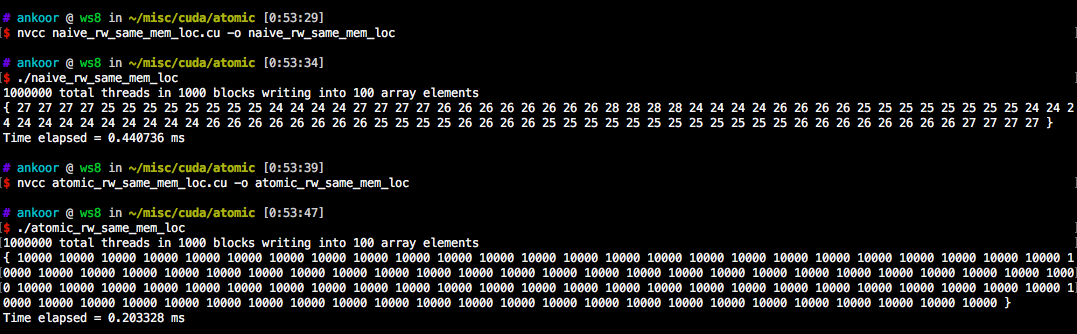 # ankoor @ ws8 in ~/misc/cuda/atomic [0:53:29]
$ nvcc naive_rw_same_mem_loc.cu -o naive_rw_same_mem_loc
# ankoor @ ws8 in ~/misc/cuda/atomic [0:53:34]
$ ./naive_rw_same_mem_loc
1000000 total threads in 1000 blocks writing into 100 array elements
{ 27 27 27 27 25 25 25 25 25 25 25 25 24 24 24 24 27 27 27 27 26 26 26 26 26 26 26 26 28 28 28 28 24 24 24 24 26 26 26 26 25 25 25 25 25 25 25 25 24 24 2
4 24 24 24 24 24 24 24 24 24 26 26 26 26 26 26 26 26 25 25 25 25 26 26 26 26 25 25 25 25 25 25 25 25 25 25 25 25 26 26 26 26 26 26 26 26 27 27 27 27 }
Time elapsed = 0.440736 ms
# ankoor @ ws8 in ~/misc/cuda/atomic [0:53:39]
$ nvcc atomic_rw_same_mem_loc.cu -o atomic_rw_same_mem_loc
# ankoor @ ws8 in ~/misc/cuda/atomic [0:53:47]
$ ./atomic_rw_same_mem_loc
1000000 total threads in 1000 blocks writing into 100 array elements
{ 10000 10000 10000 10000 10000 10000 10000 10000 10000 10000 10000 10000 10000 10000 10000 10000 10000 10000 10000 10000 10000 10000 10000 10000 10000 1
0000 10000 10000 10000 10000 10000 10000 10000 10000 10000 10000 10000 10000 10000 10000 10000 10000 10000 10000 10000 10000 10000 10000 10000 10000 1000
0 10000 10000 10000 10000 10000 10000 10000 10000 10000 10000 10000 10000 10000 10000 10000 10000 10000 10000 10000 10000 10000 10000 10000 10000 10000 1
0000 10000 10000 10000 10000 10000 10000 10000 10000 10000 10000 10000 10000 10000 10000 10000 10000 10000 10000 10000 10000 10000 10000 10000 }
Time elapsed = 0.203328 ms